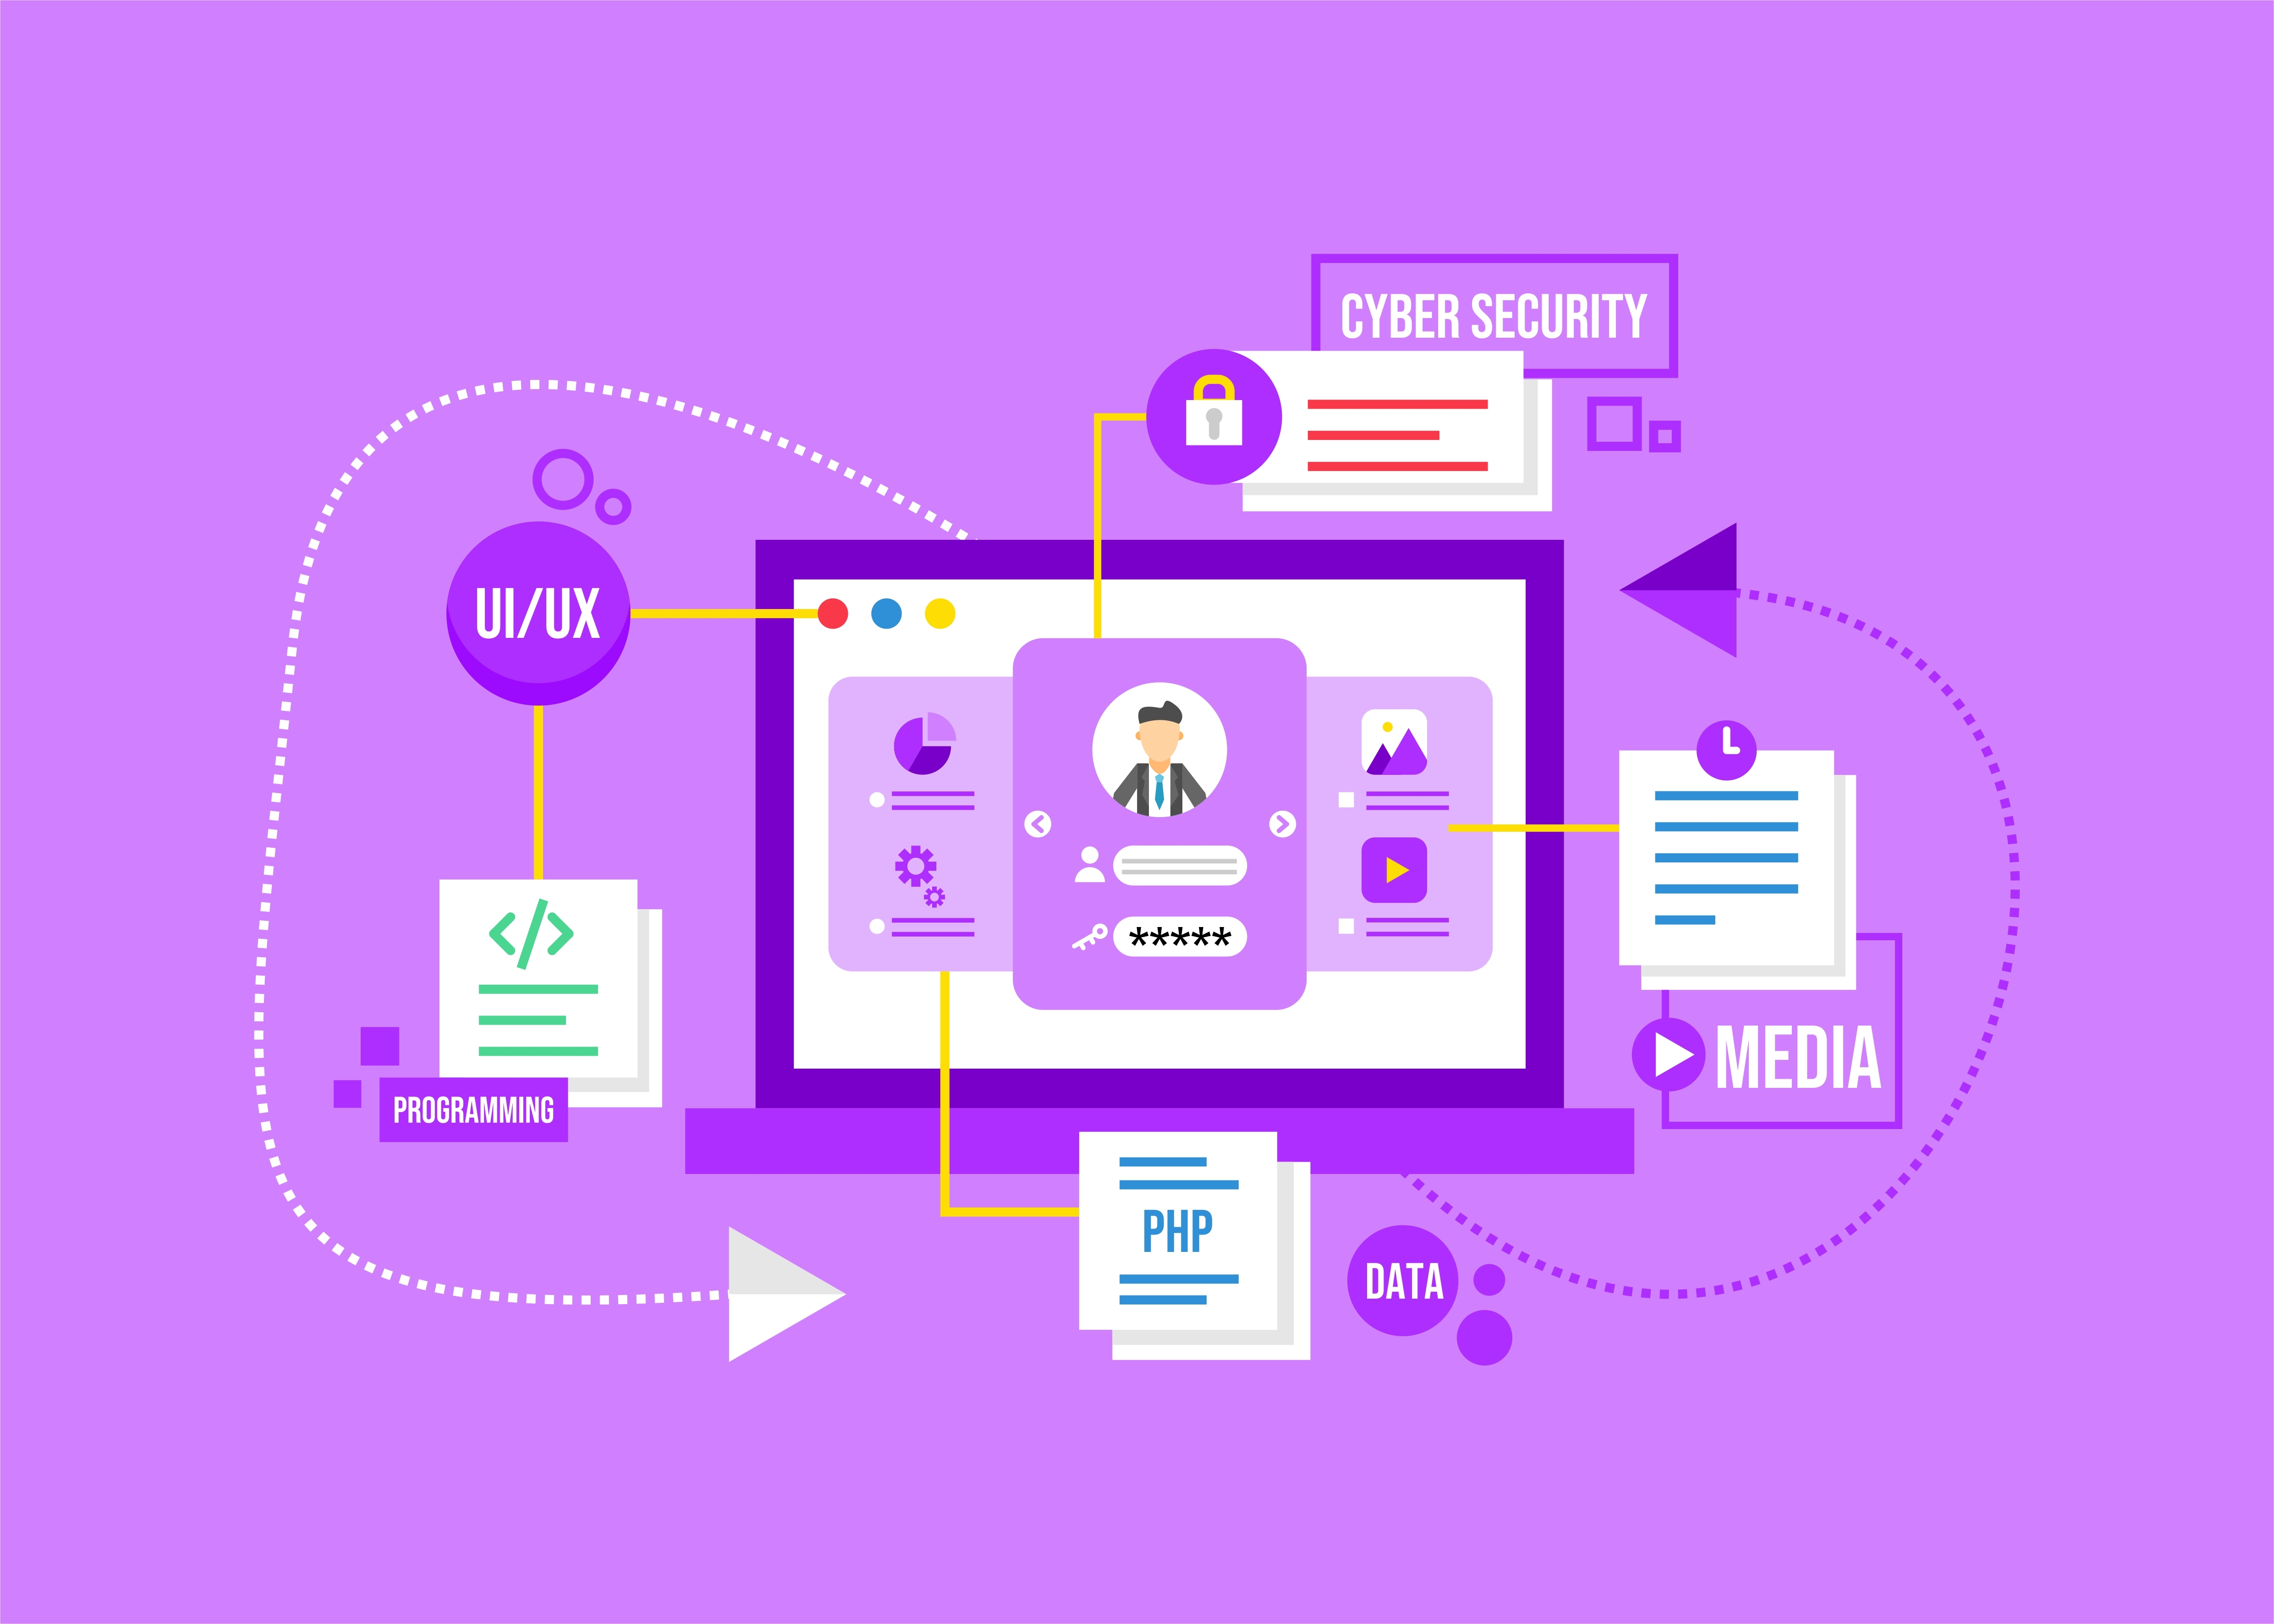 CYBER SECURITY
UI/UX
*****
MEDIA
PROGRAMMING
PHP
DATA